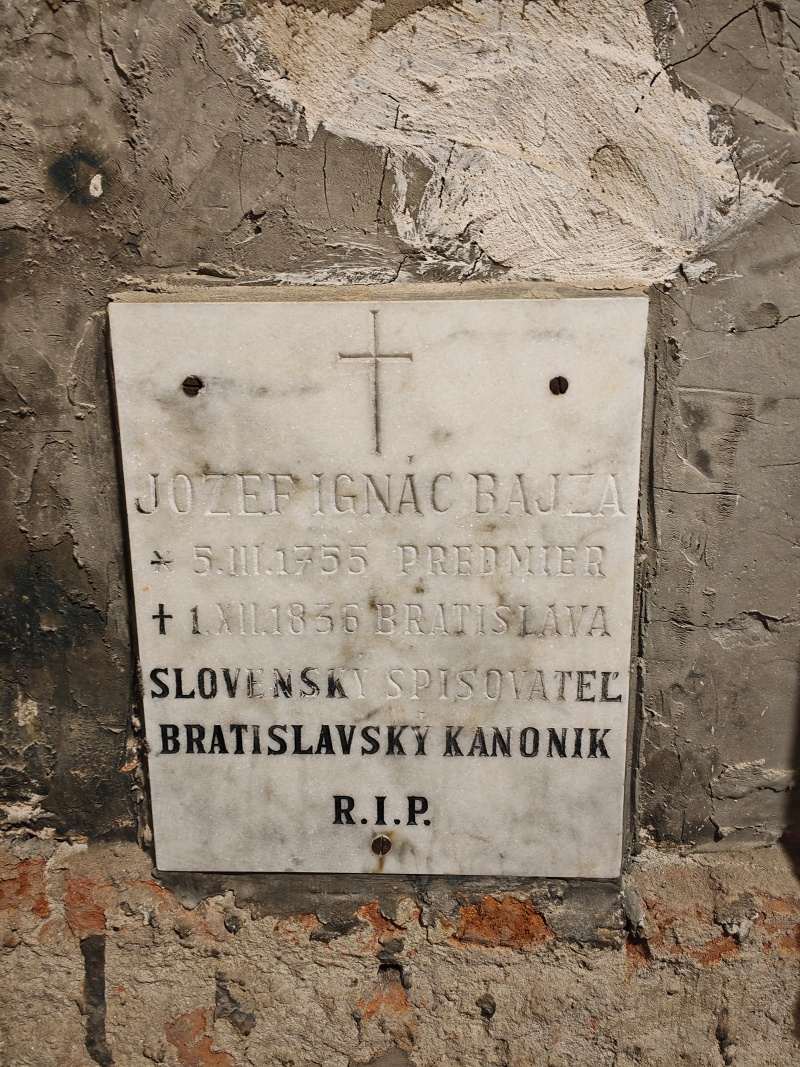 JOZEF IGNÁC BAJZA
* 5.III.1755 PREDMIER
✝ 1.XII.1836 BRATISLAVA
SLOVENSKÝ SPISOVATEĽ
BRATISLAVSKÝ KANONIK
R.I.P.